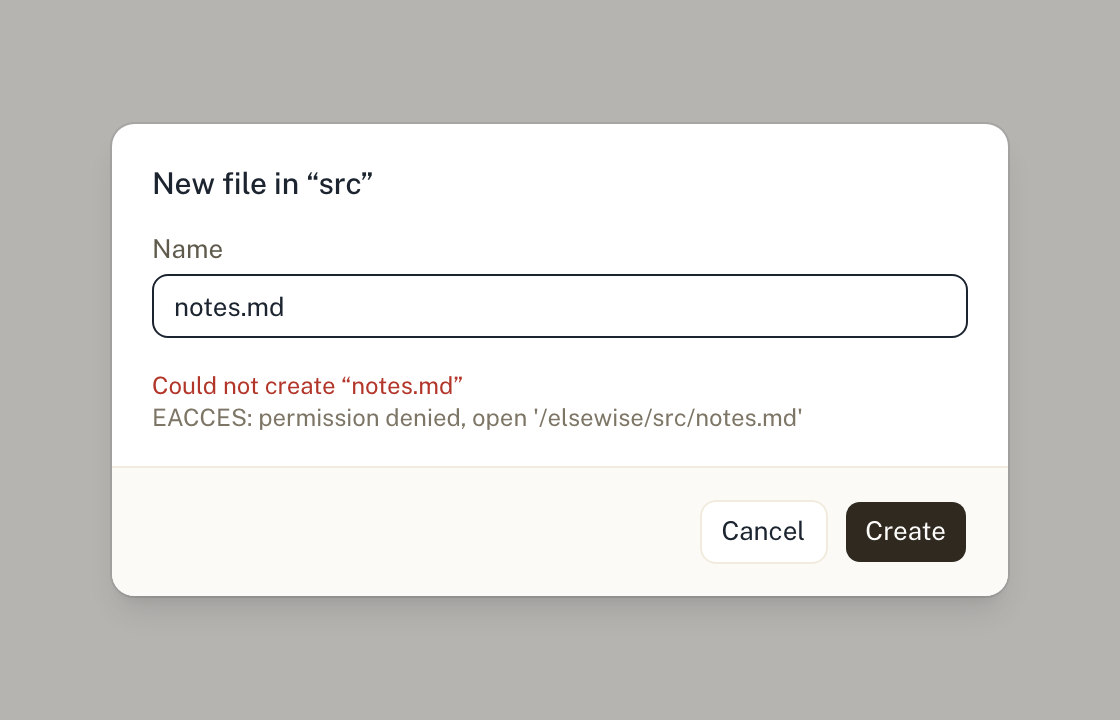 New file in “src”
Name
notes.md
Could not create “notes.md”
EACCES: permission denied, open '/elsewise/src/notes.md'
Cancel
Create